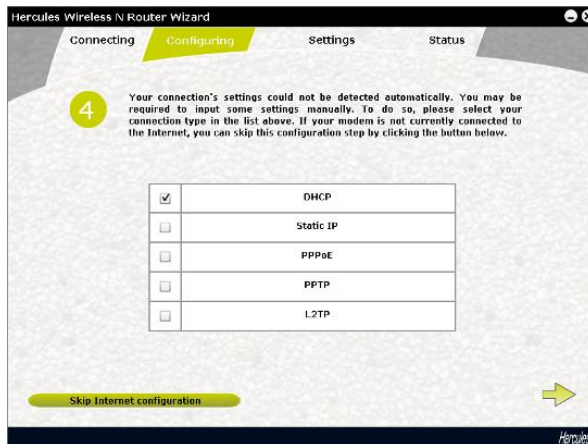 Hercules Wireless N Router Wizard
Connecting Configuring Settings Status
4
Your connection's settings could not be detected automatically. You may be
required to input some settings manually. To do so, please select your
connection type in the list above. If your modem is not currently connected to
the Internet, you can skip this configuration step by clicking the button below.
DHCP
Static IP
PPPoE
PPTP
L2TP
Skip Internet configuration
Hercules